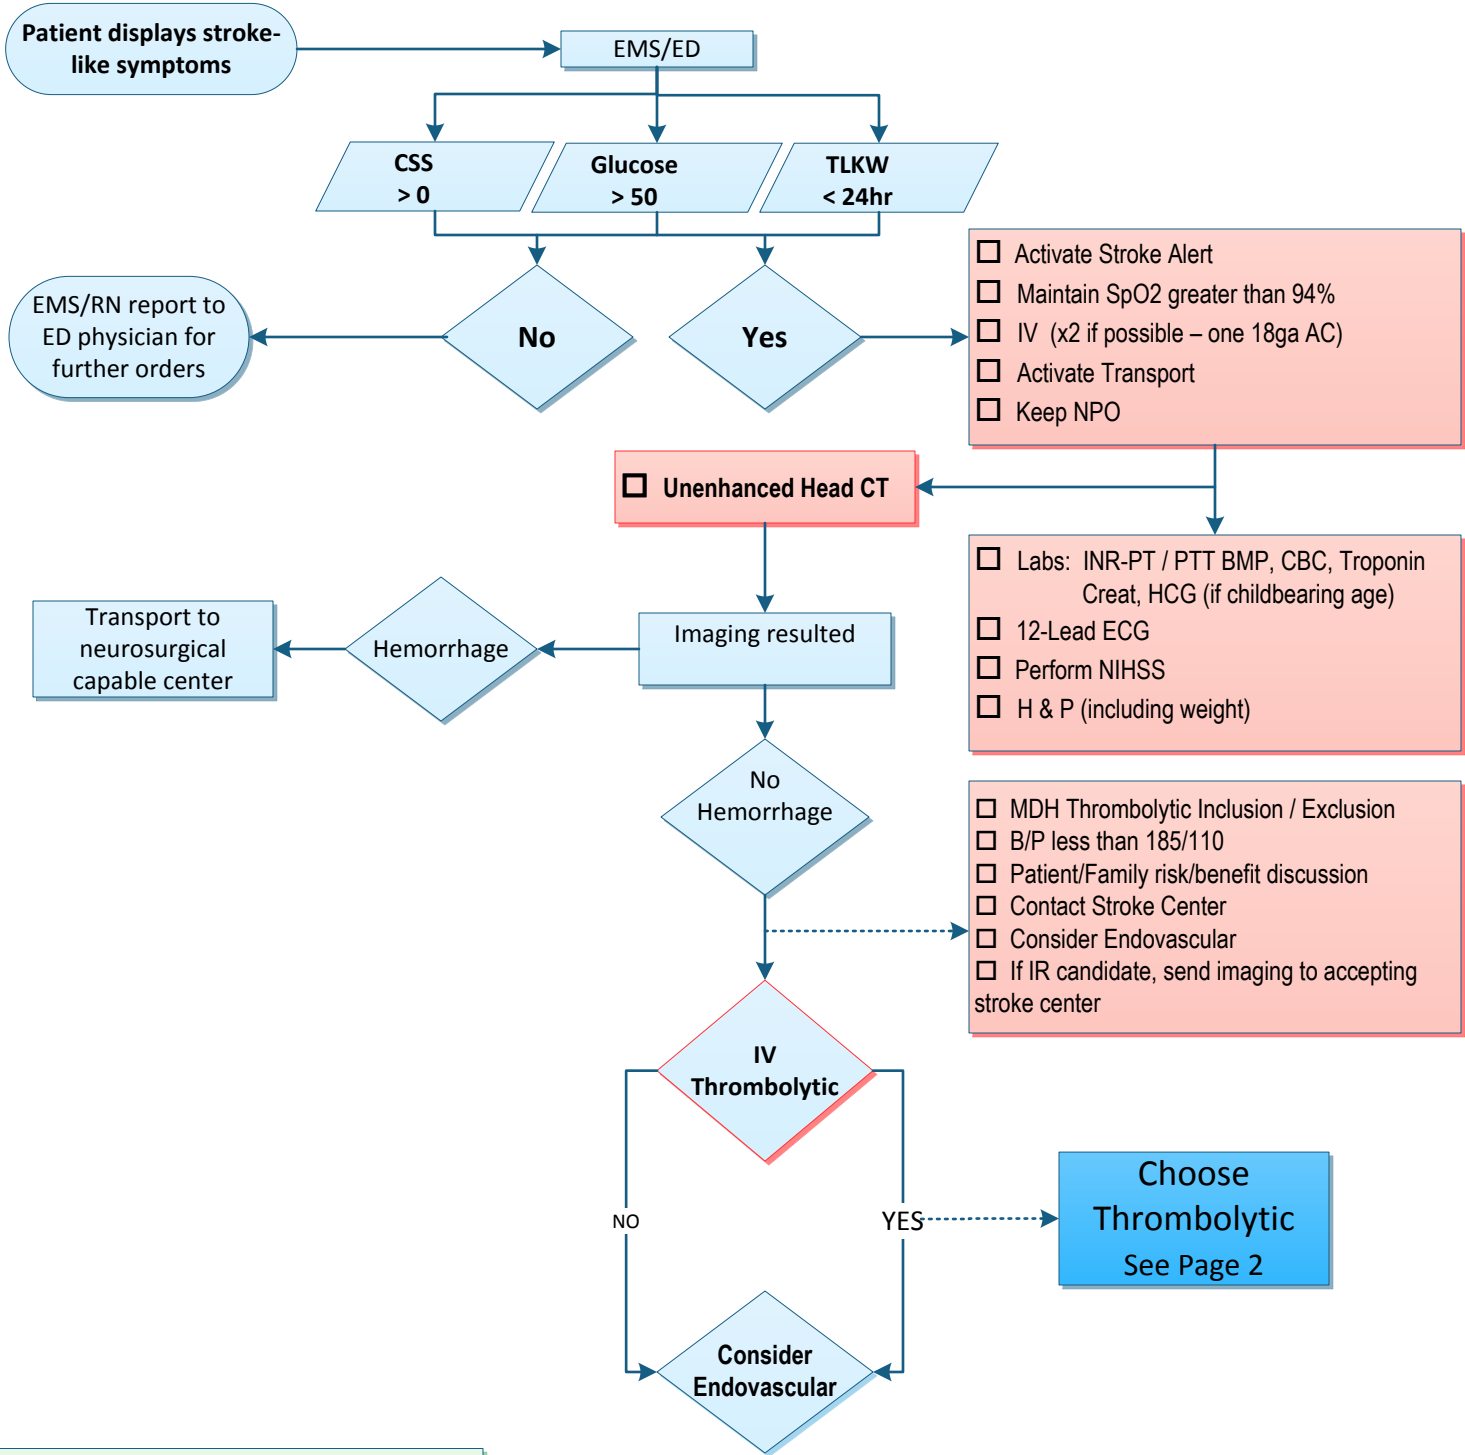 Patient displays stroke-
like symptoms
EMS/ED
CSS
> 0
Glucose
> 50
TLKW
< 24hr
EMS/RN report to
ED physician for
further orders
No
Yes
Activate Stroke Alert
Maintain SpO2 greater than 94%
IV (x2 if possible – one 18ga AC)
Activate Transport
Keep NPO
Unenhanced Head CT
Labs: INR-PT / PTT BMP, CBC, Troponin
Creat, HCG (if childbearing age)
12-Lead ECG
Perform NIHSS
H & P (including weight)
Transport to
neurosurgical
capable center
Hemorrhage
Imaging resulted
No
Hemorrhage
MDH Thrombolytic Inclusion / Exclusion
B/P less than 185/110
Patient/Family risk/benefit discussion
Contact Stroke Center
Consider Endovascular
If IR candidate, send imaging to accepting
stroke center
IV
Thrombolytic
NO
YES
Choose
Thrombolytic
See Page 2
Consider
Endovascular